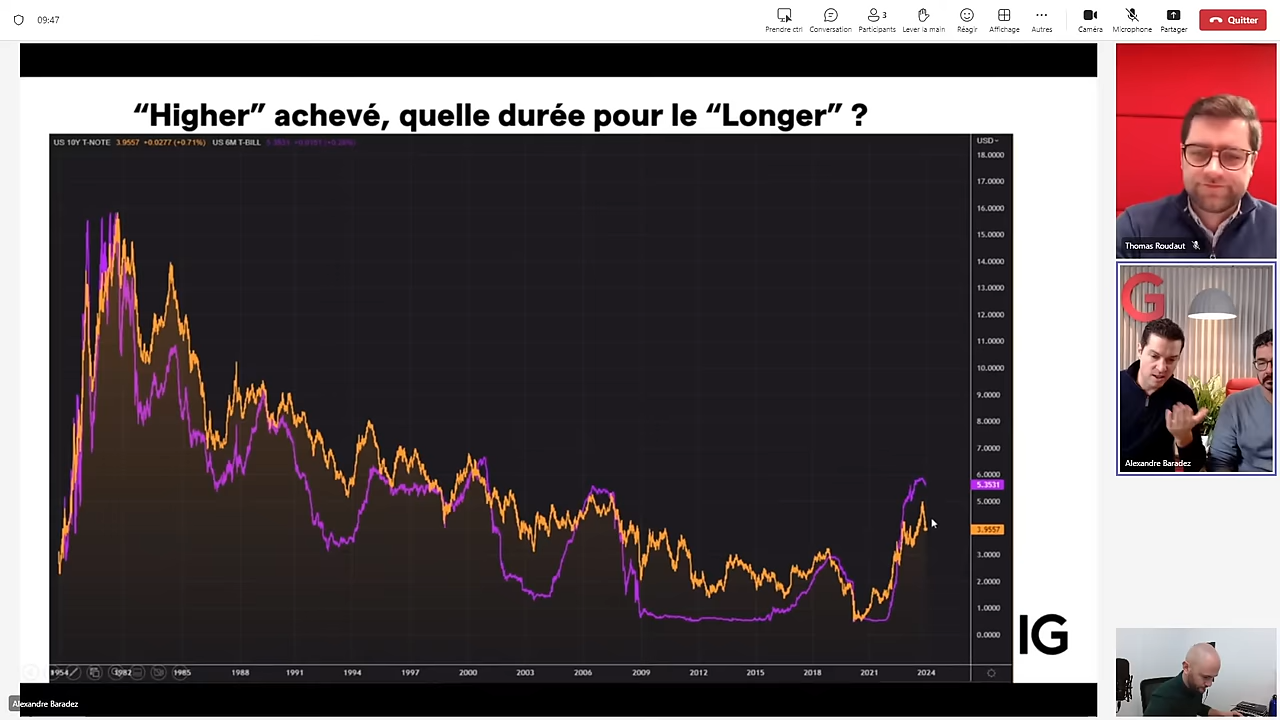 09:47
Prendre ctrl
Conversation
3
Participants
Lever la main
Réagir
Affichage
Autres
Caméra
Microphone
Partager
Quitter
“Higher” achevé, quelle durée pour le “Longer” ?
US 10Y T-NOTE 3.9557 +0.0277 (+0.71%) US 6M T-BILL
USD
18.0000
17.0000
16.0000
15.0000
14.0000
13.0000
12.0000
11.0000
10.0000
9.0000
8.0000
7.0000
6.0000
5.3531
5.0000
3.9557
3.0000
2.0000
1.0000
0.0000
1954 1982 1985 1988 1991 1994 1997 2000 2003 2006 2009 2012 2015 2018 2021 2024
IG
Thomas Roudaut
G
Alexandre Baradez
Alexandre Baradez